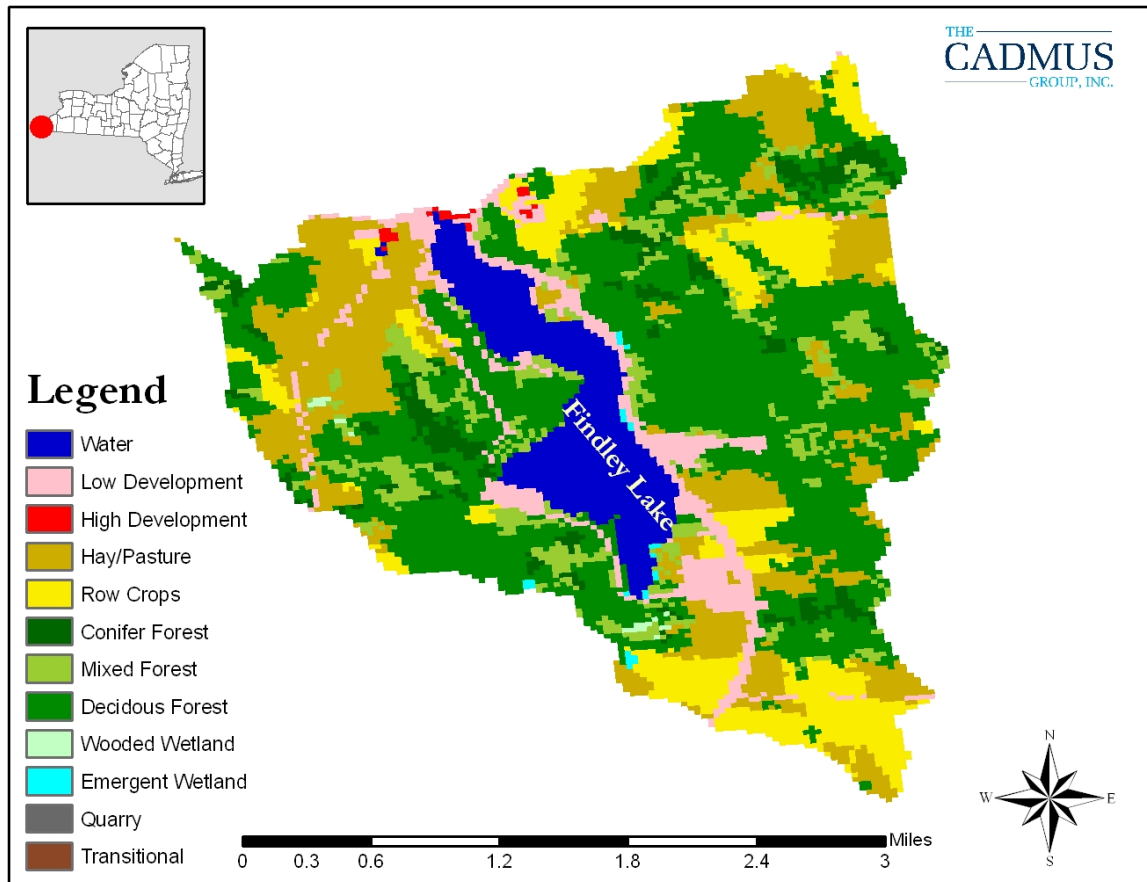 THE
CADMUS
GROUP, INC.
Findley Lake
Legend
Water
Low Development
High Development
Hay/Pasture
Row Crops
Conifer Forest
Mixed Forest
Decidous Forest
Wooded Wetland
Emergent Wetland
Quarry
Transitional
N
W
E
S
Miles
0 0.3 0.6 1.2 1.8 2.4 3